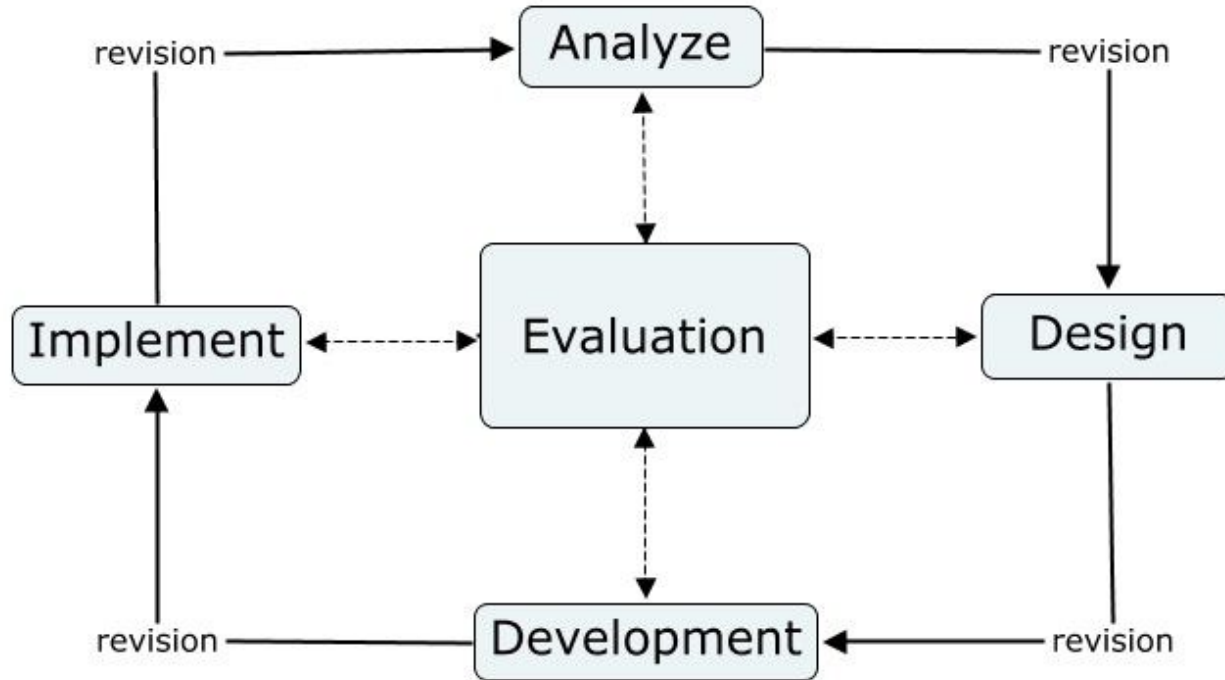 revision
Analyze
revision
Implement
Evaluation
Design
revision
Development
revision